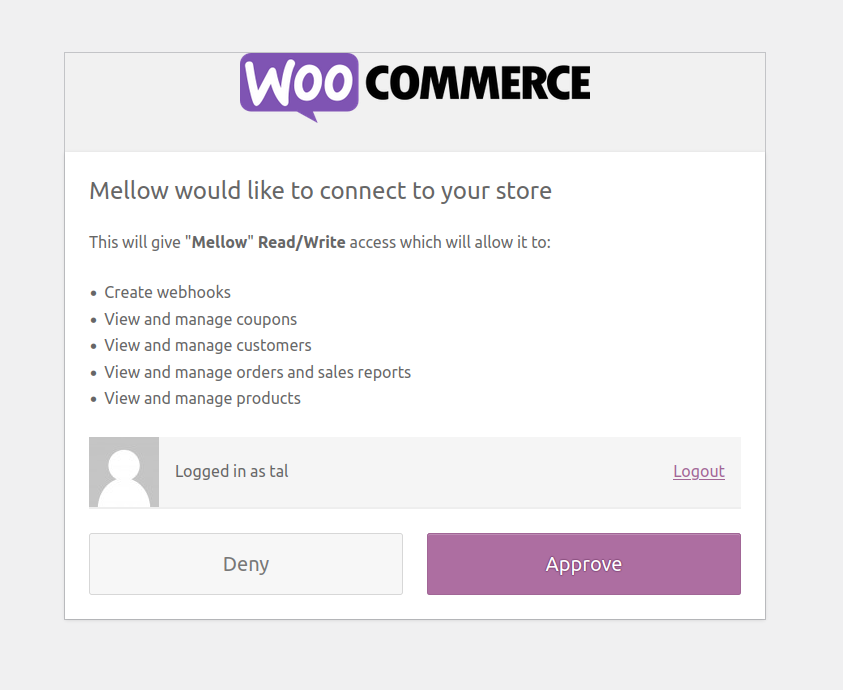 WOO COMMERCE
Mellow would like to connect to your store
This will give "Mellow" Read/Write access which will allow it to:
• Create webhooks
• View and manage coupons
• View and manage customers
• View and manage orders and sales reports
• View and manage products
Logged in as tal
Logout
Deny
Approve